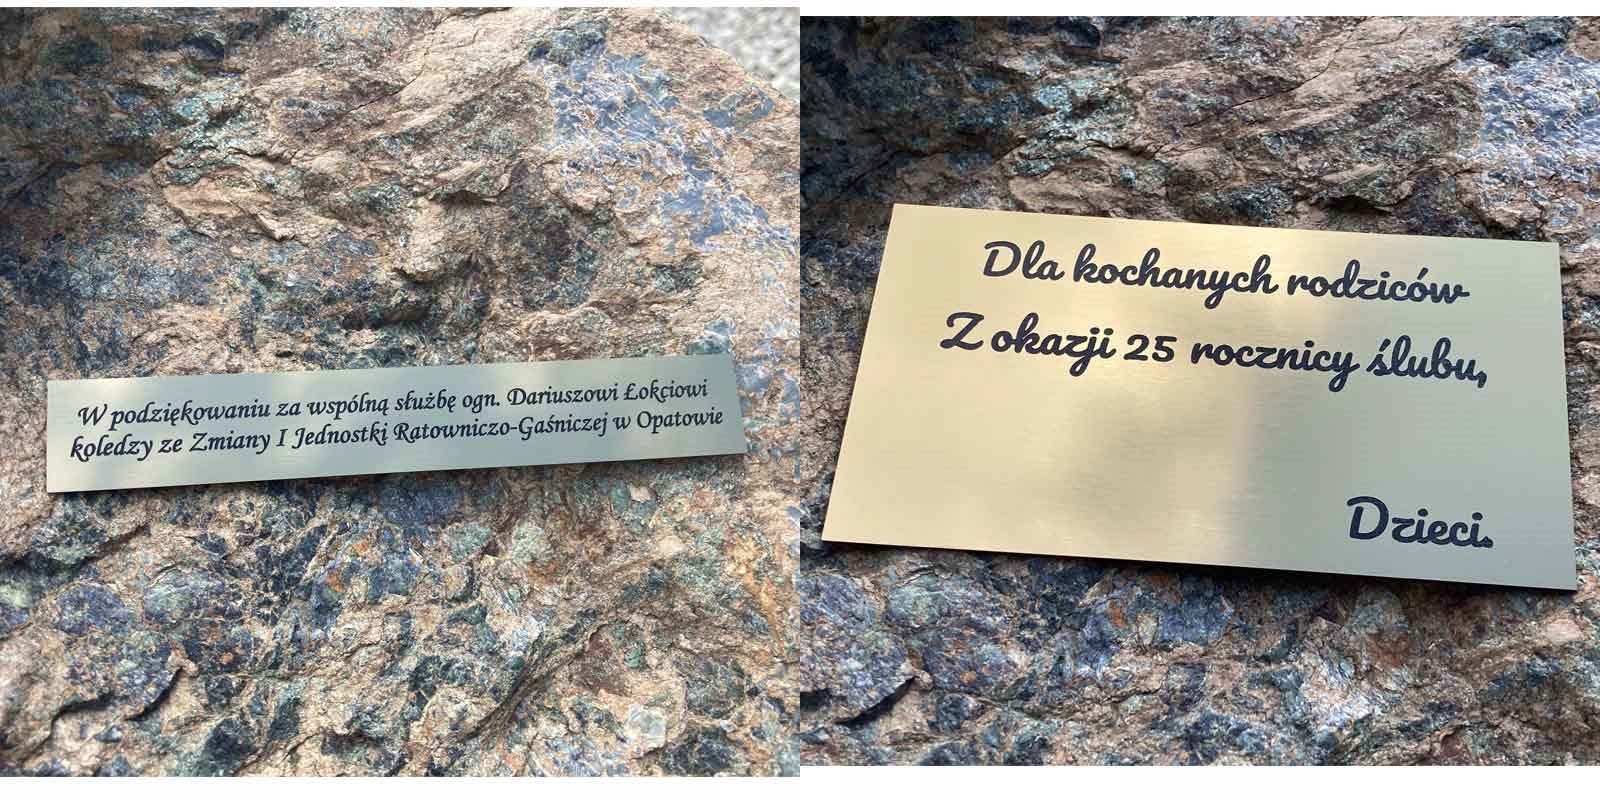 W podziękowaniu za wspólną służbę ogn. Dariuszowi Łokciowi
koledzy ze Zmiany I Jednostki Ratowniczo-Gaśniczej w Opatowie
Dla kochanych rodziców
Z okazji 25 rocznicy ślubu,
Dzieci.